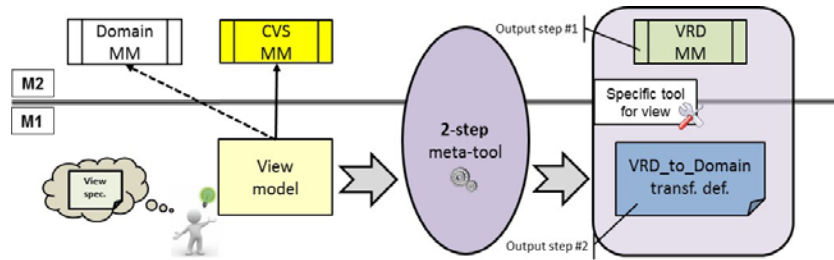 Domain
MM
CVS
MM
Output step #1
VRD
MM
M2
M1
Specific tool
for view
2-step
meta-tool
View
model
View
spec.
VRD_to_Domain
transf. def.
Output step #2